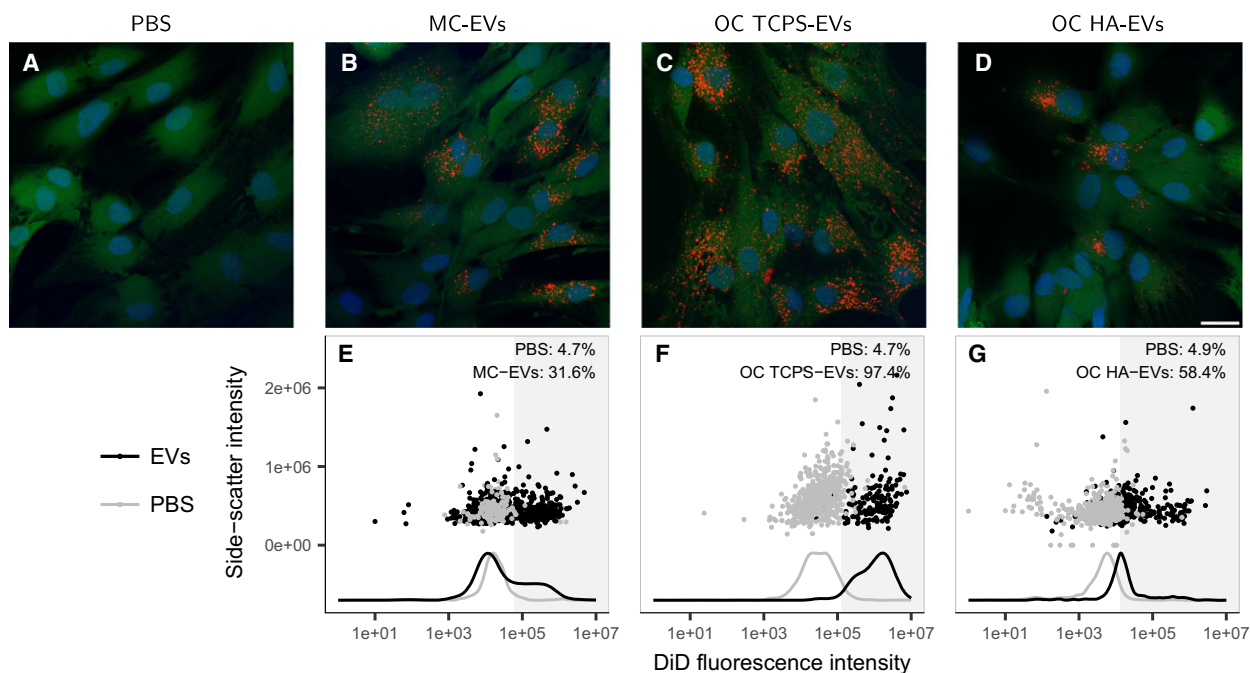 PBS MC-EVs OC TCPS-EVs OC HA-EVs
A B C D
E PBS: 4.7% F PBS: 4.7% G PBS: 4.9%
MC−EVs: 31.6% OC TCPS−EVs: 97.4% OC HA−EVs: 58.4%
2e+06
1e+06
0e+00
Side−scatter intensity
EVs
PBS
1e+01 1e+03 1e+05 1e+07 1e+01 1e+03 1e+05 1e+07 1e+01 1e+03 1e+05 1e+07
DiD fluorescence intensity